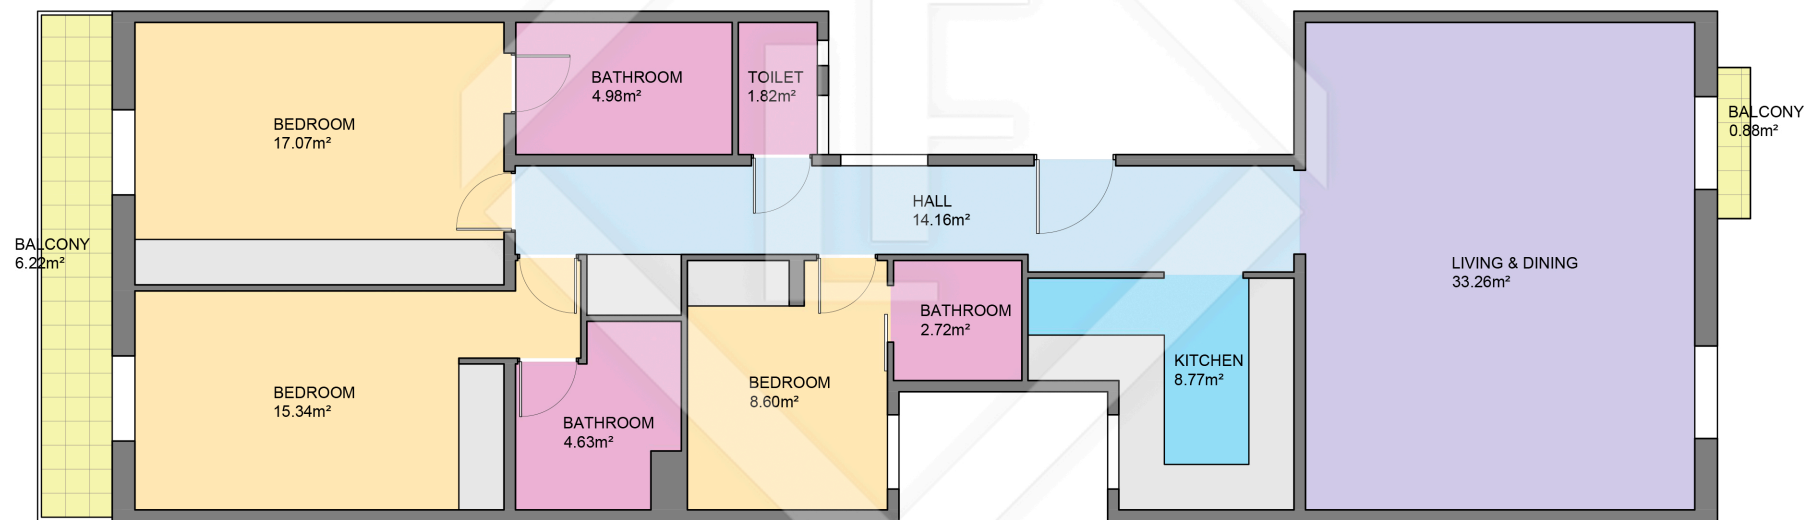 BEDROOM
17.07m²
BATHROOM
4.98m²
TOILET
1.82m²
BALCONY
0.88m²
HALL
14.16m²
BALCONY
6.22m²
LIVING & DINING
33.26m²
BATHROOM
2.72m²
KITCHEN
8.77m²
BEDROOM
15.34m²
BEDROOM
8.60m²
BATHROOM
4.63m²